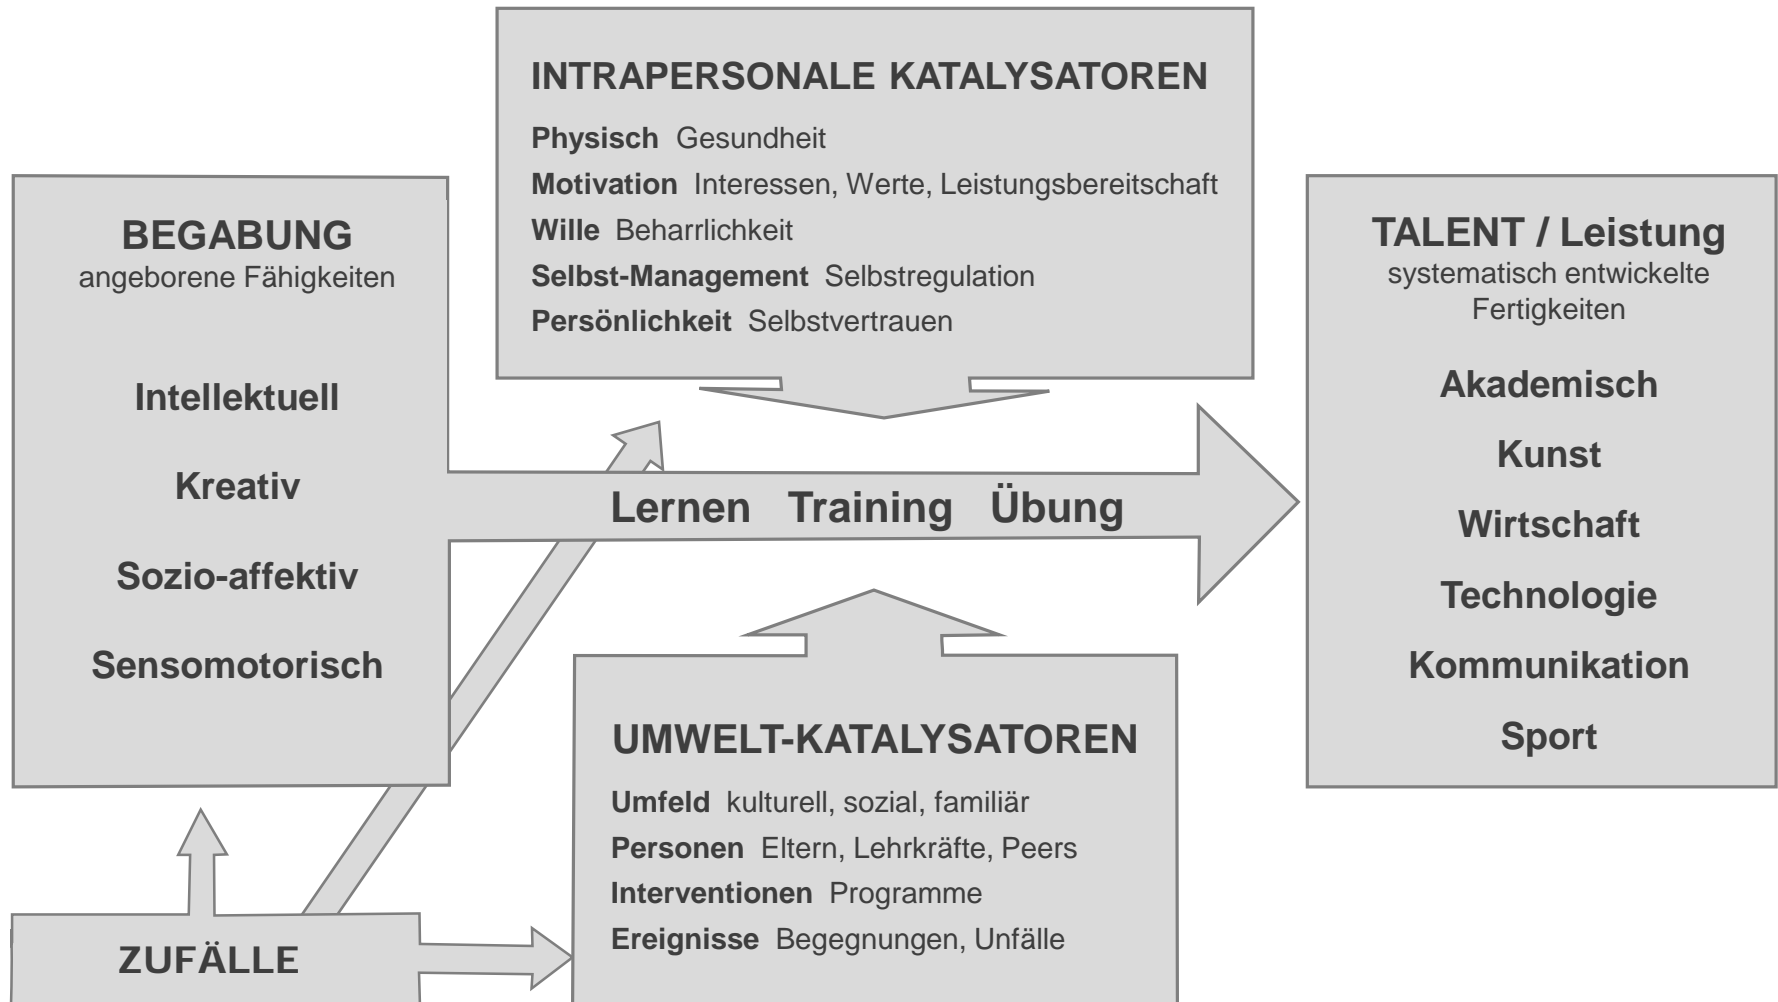 INTRAPERSONALE KATALYSATOREN
Physisch Gesundheit
Motivation Interessen, Werte, Leistungsbereitschaft
Wille Beharrlichkeit
Selbst-Management Selbstregulation
Persönlichkeit Selbstvertrauen
BEGABUNG
angeborene Fähigkeiten
Intellektuell
Kreativ
Sozio-affektiv
Sensomotorisch
Lernen Training Übung
TALENT / Leistung
systematisch entwickelte
Fertigkeiten
Akademisch
Kunst
Wirtschaft
Technologie
Kommunikation
Sport
UMWELT-KATALYSATOREN
Umfeld kulturell, sozial, familiär
Personen Eltern, Lehrkräfte, Peers
Interventionen Programme
Ereignisse Begegnungen, Unfälle
ZUFÄLLE